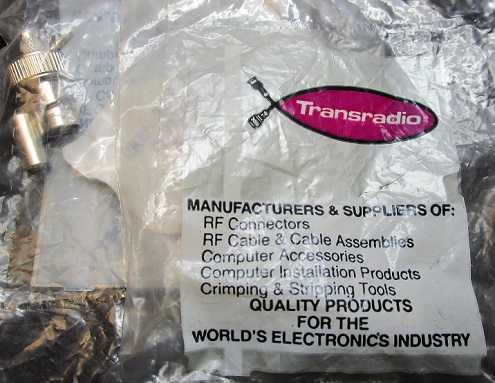 Transradio
MANUFACTURERS & SUPPLIERS OF:
RF Connectors
RF Cable & Cable Assemblies
Computer Accessories
Computer Installation Products
Crimping & Stripping Tools
QUALITY PRODUCTS
FOR THE
WORLD'S ELECTRONICS INDUSTRY